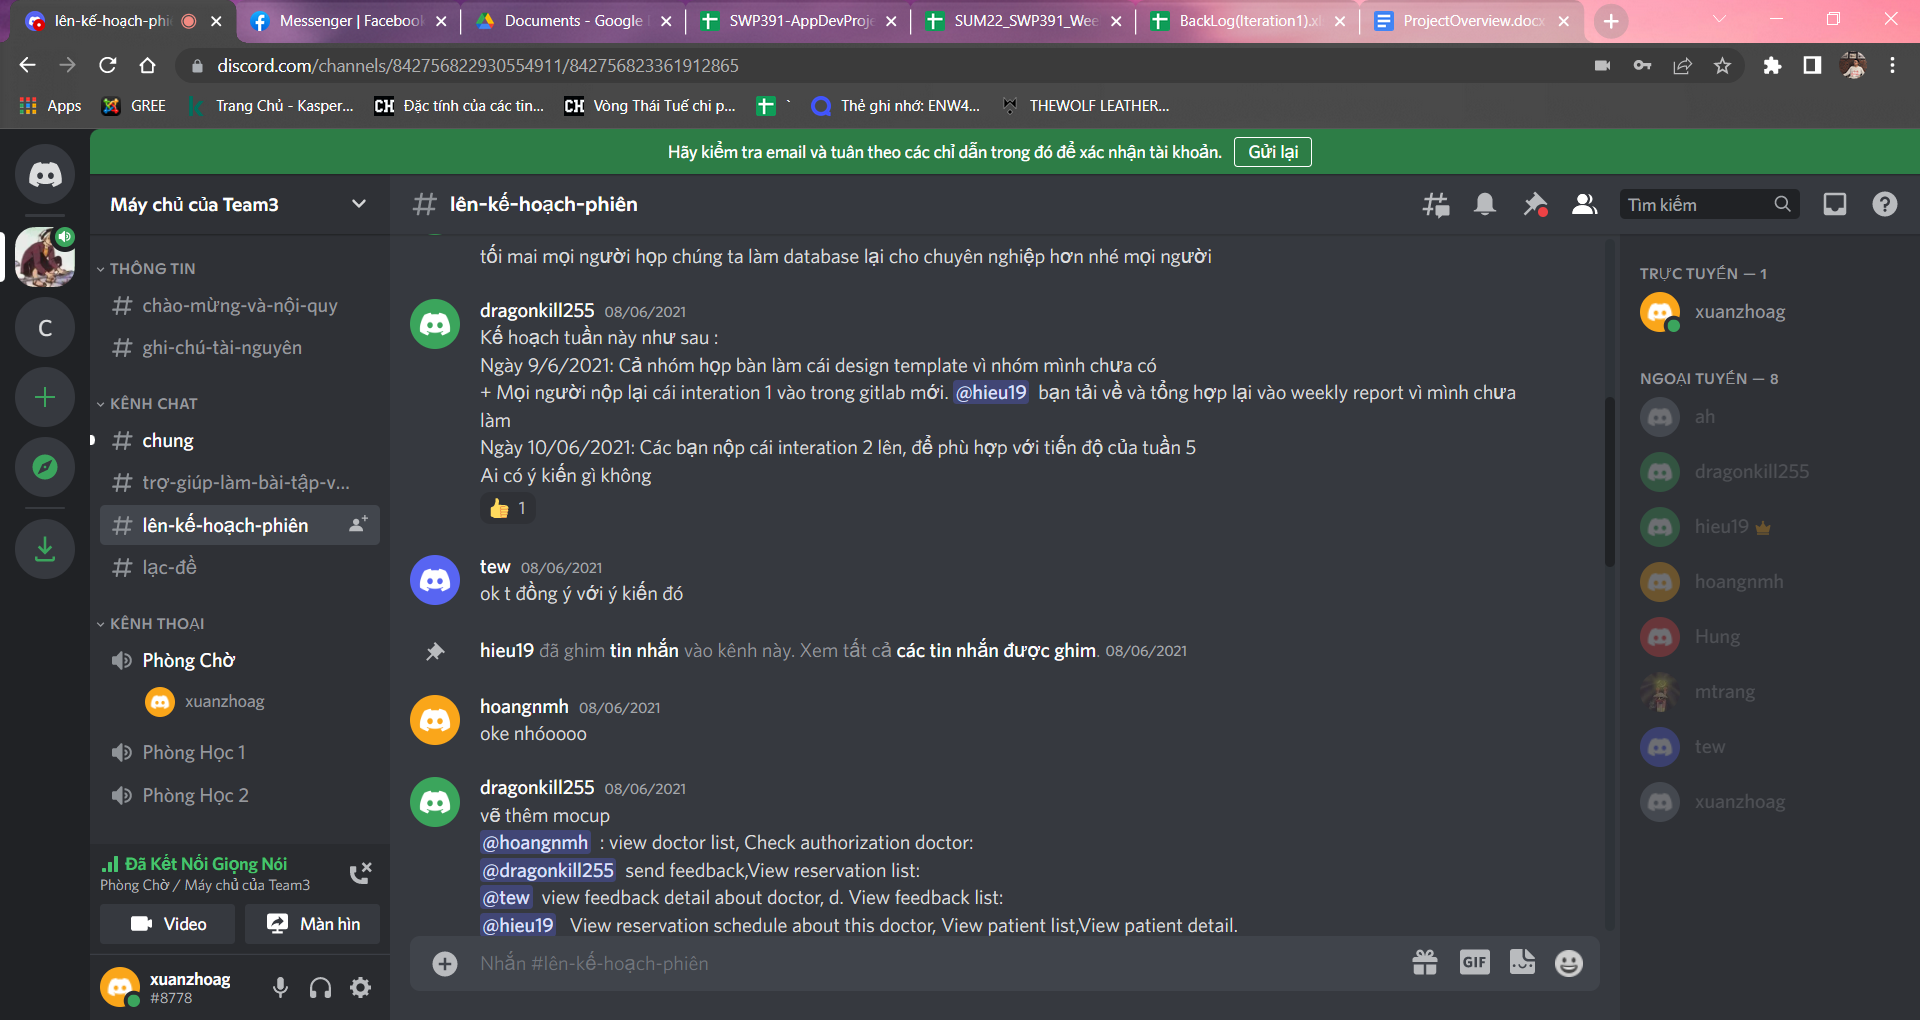 lên-kế-hoạch-phi
Messenger | Facebook
Documents - Google
SWP391-AppDevProje
SUM22_SWP391_Wee
BackLog(Iteration1).xl
ProjectOverview.docx
discord.com/channels/842756822930554911/842756823361912865
Apps
GREE
Trang Chủ - Kasper...
CH Đặc tính của các tin...
CH Vòng Thái Tuế chi p...
`
Thẻ ghi nhớ: ENW4...
THEWOLF LEATHER...
Hãy kiểm tra email và tuân theo các chỉ dẫn trong đó để xác nhận tài khoản.
Gửi lại
Máy chủ của Team3
C
THÔNG TIN
chào-mừng-và-nội-quy
ghi-chú-tài-nguyên
KÊNH CHAT
chung
trợ-giúp-làm-bài-tập-v...
lên-kế-hoạch-phiên
lạc-đề
KÊNH THOẠI
Phòng Chờ
xuanzhoag
Phòng Học 1
Phòng Học 2
Đã Kết Nối Giọng Nói
Phòng Chờ / Máy chủ của Team3
Video
Màn hìn
xuanzhoag
#8778
lên-kế-hoạch-phiên
Tìm kiếm
tối mai mọi người họp chúng ta làm database lại cho chuyên nghiệp hơn nhé mọi người
dragonkill255 08/06/2021
Kế hoạch tuần này như sau :
Ngày 9/6/2021: Cả nhóm họp bàn làm cái design template vì nhóm mình chưa có
+ Mọi người nộp lại cái interation 1 vào trong gitlab mới. @hieu19 bạn tải về và tổng hợp lại vào weekly report vì mình chưa
làm
Ngày 10/06/2021: Các bạn nộp cái interation 2 lên, để phù hợp với tiến độ của tuần 5
Ai có ý kiến gì không
1
tew 08/06/2021
ok t đồng ý với ý kiến đó
hieu19 đã ghim tin nhắn vào kênh này. Xem tất cả các tin nhắn được ghim. 08/06/2021
hoangnmh 08/06/2021
oke nhóoooo
dragonkill255 08/06/2021
vẽ thêm mocup
@hoangnmh : view doctor list, Check authorization doctor:
@dragonkill255 send feedback,View reservation list:
@tew view feedback detail about doctor, d. View feedback list:
@hieu19 View reservation schedule about this doctor, View patient list,View patient detail.
Nhắn #lên-kế-hoạch-phiên
GIF
TRỰC TUYẾN — 1
xuanzhoag
NGOẠI TUYẾN — 8
ah
dragonkill255
hieu19
hoangnmh
Hung
mtrang
tew
xuanzhoag